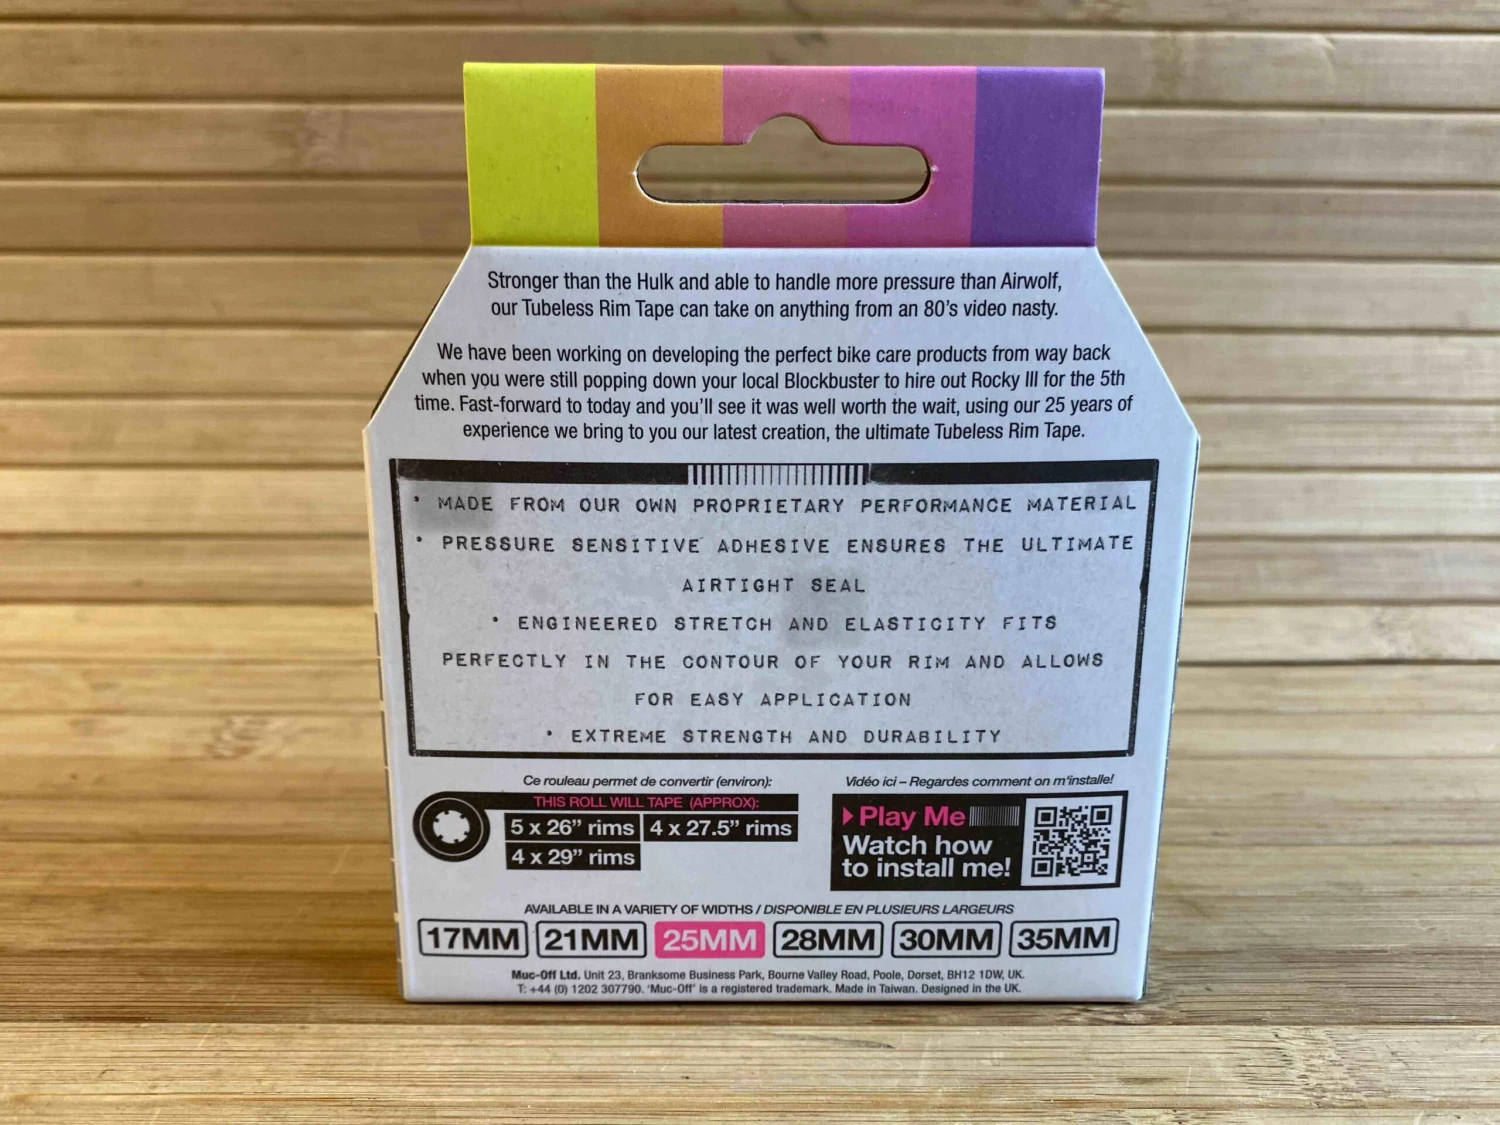 Stronger than the Hulk and able to handle more pressure than Airwolf,
our Tubeless Rim Tape can take on anything from an 80's video nasty.
We have been working on developing the perfect bike care products from way back
when you were still popping down your local Blockbuster to hire out Rocky III for the 5th
time. Fast-forward to today and you'll see it was well worth the wait, using our 25 years of
experience we bring to you our latest creation, the ultimate Tubeless Rim Tape.
• MADE FROM OUR OWN PROPRIETARY PERFORMANCE MATERIAL
• PRESSURE SENSITIVE ADHESIVE ENSURES THE ULTIMATE
AIRTIGHT SEAL
• ENGINEERED STRETCH AND ELASTICITY FITS
PERFECTLY IN THE CONTOUR OF YOUR RIM AND ALLOWS
FOR EASY APPLICATION
• EXTREME STRENGTH AND DURABILITY
Ce rouleau permet de convertir (environ):
THIS ROLL WILL TAPE (APPROX):
5 x 26" rims 4 x 27.5" rims
4 x 29" rims
Vidéo ici – Regardes comment on m'installe!
Play Me
Watch how
to install me!
AVAILABLE IN A VARIETY OF WIDTHS / DISPONIBLE EN PLUSIEURS LARGEURS
17MM 21MM 25MM 28MM 30MM 35MM
Muc-Off Ltd. Unit 23, Branksome Business Park, Bourne Valley Road, Poole, Dorset, BH12 1DW, UK.
T: +44 (0) 1202 307790. 'Muc-Off' is a registered trademark. Made in Taiwan. Designed in the UK.